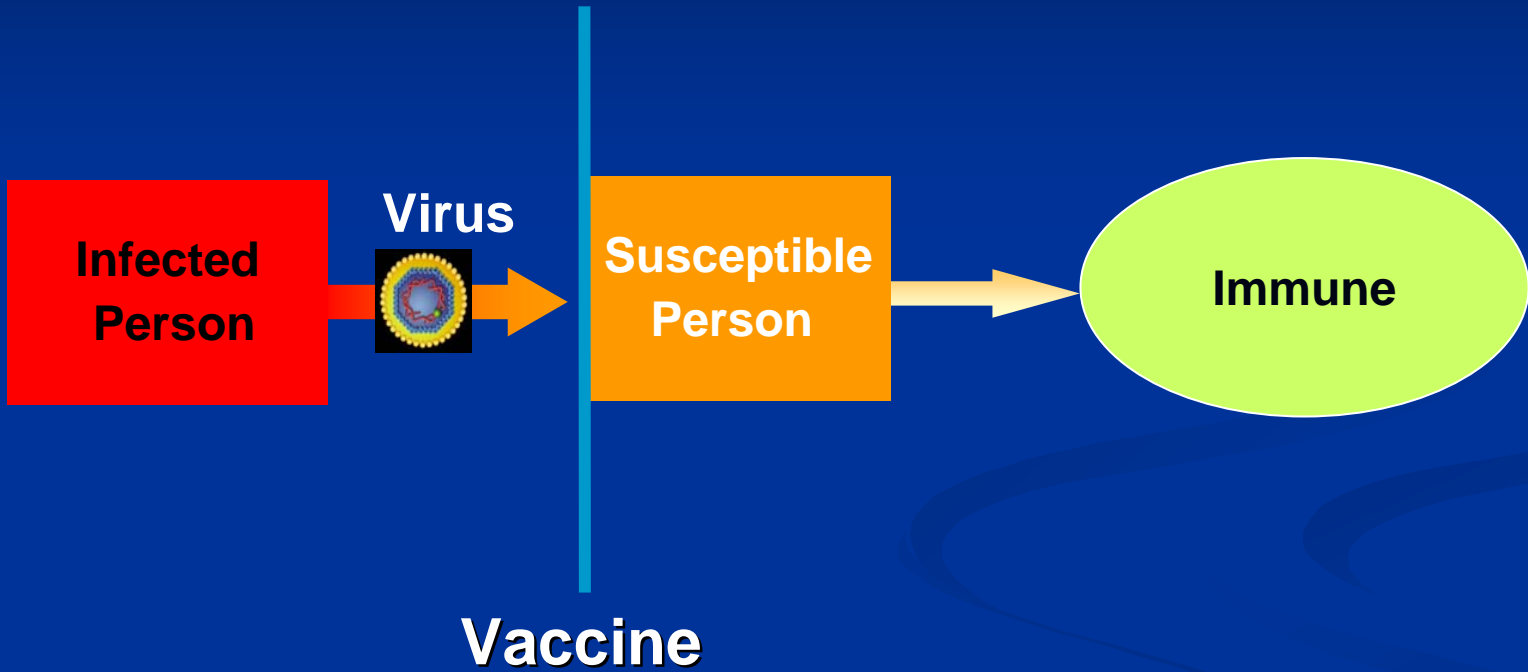 Virus
Infected
Person
Susceptible
Person
Immune
Vaccine